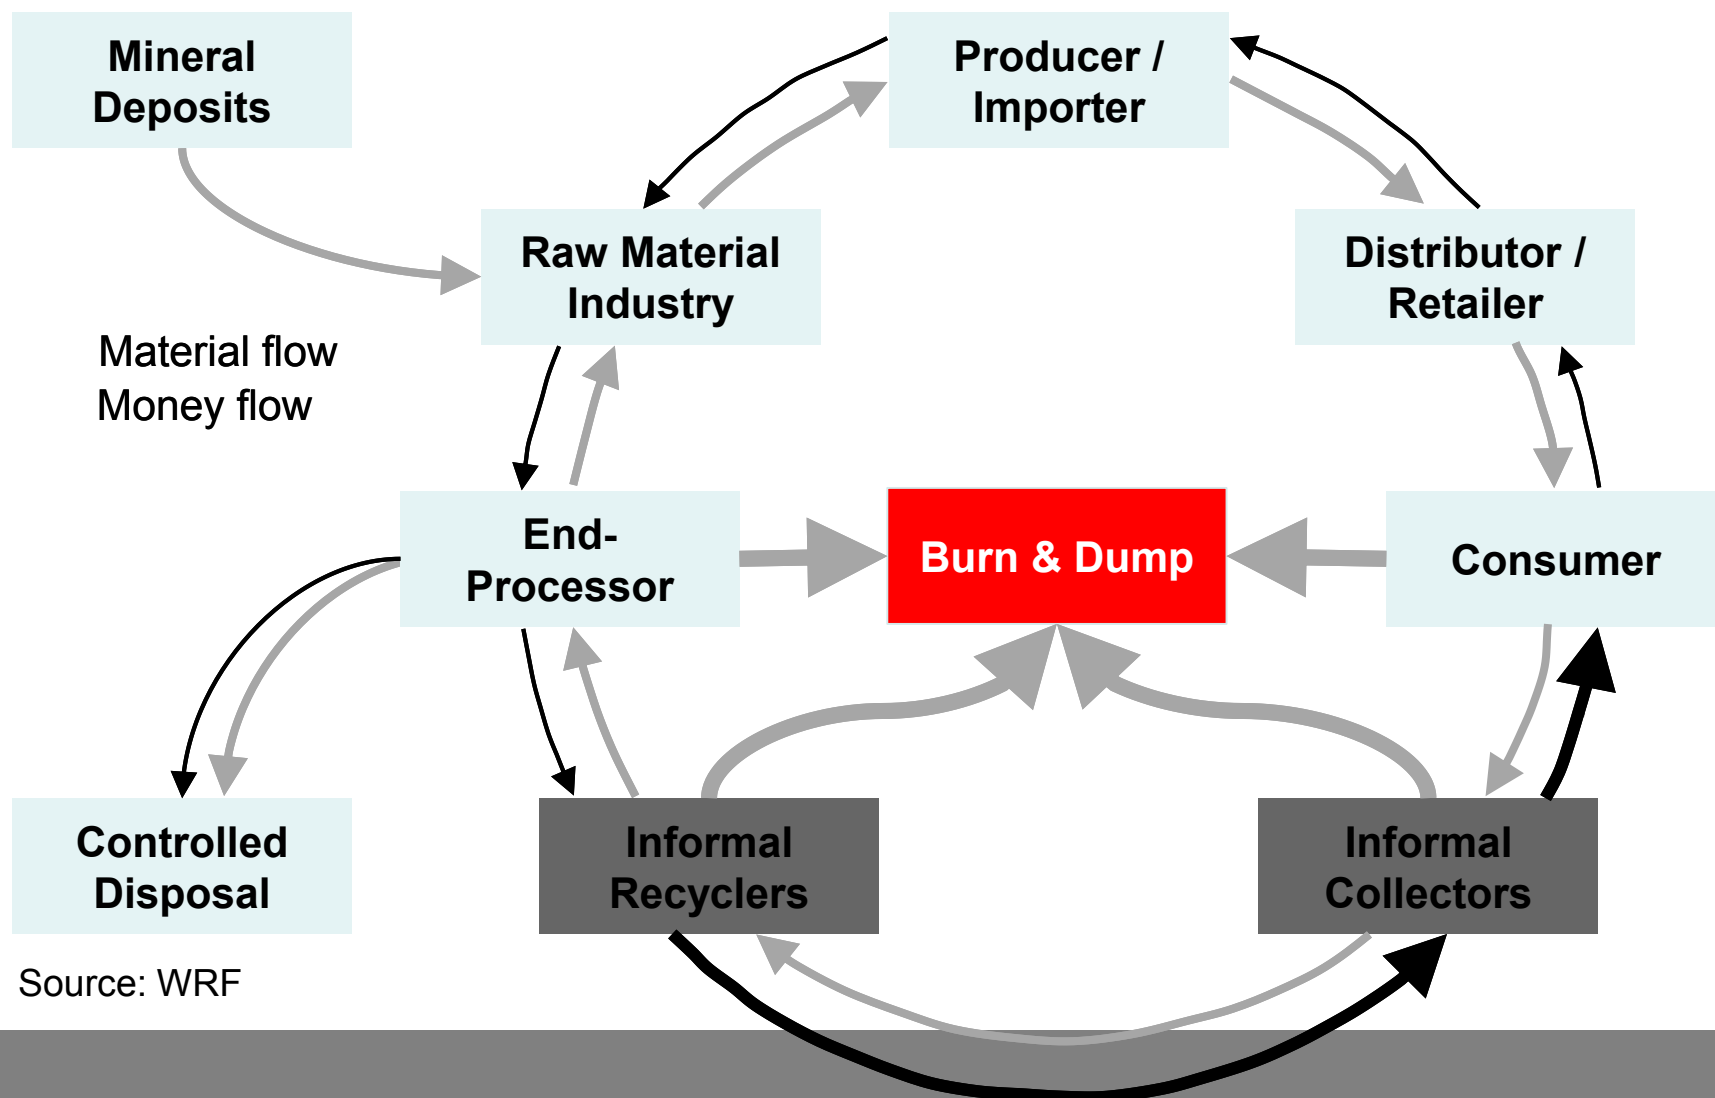 Mineral
Deposits
Producer /
Importer
Raw Material
Industry
Distributor /
Retailer
Material flow
Money flow
End-
Processor
Burn & Dump
Consumer
Controlled
Disposal
Informal
Recyclers
Informal
Collectors
Source: WRF